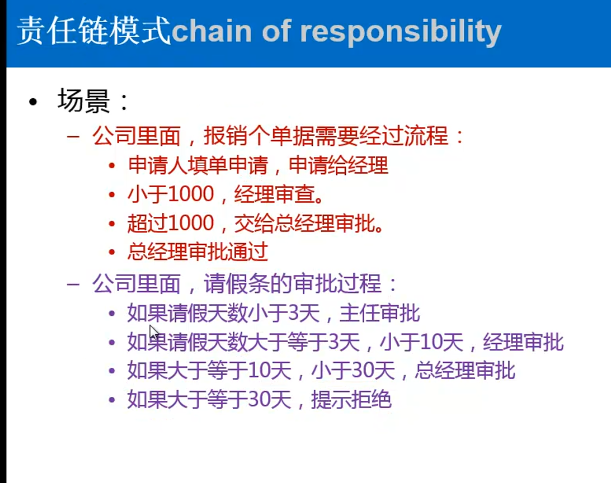 责任链模式chain of responsibility
• 场景：
– 公司里面，报销个单据需要经过流程：
• 申请人填单申请，申请给经理
• 小于1000，经理审查。
• 超过1000，交给总经理审批。
• 总经理审批通过
– 公司里面，请假条的审批过程：
• 如果请假天数小于3天，主任审批
• 如果请假天数大于等于3天，小于10天，经理审批
• 如果大于等于10天，小于30天，总经理审批
• 如果大于等于30天，提示拒绝